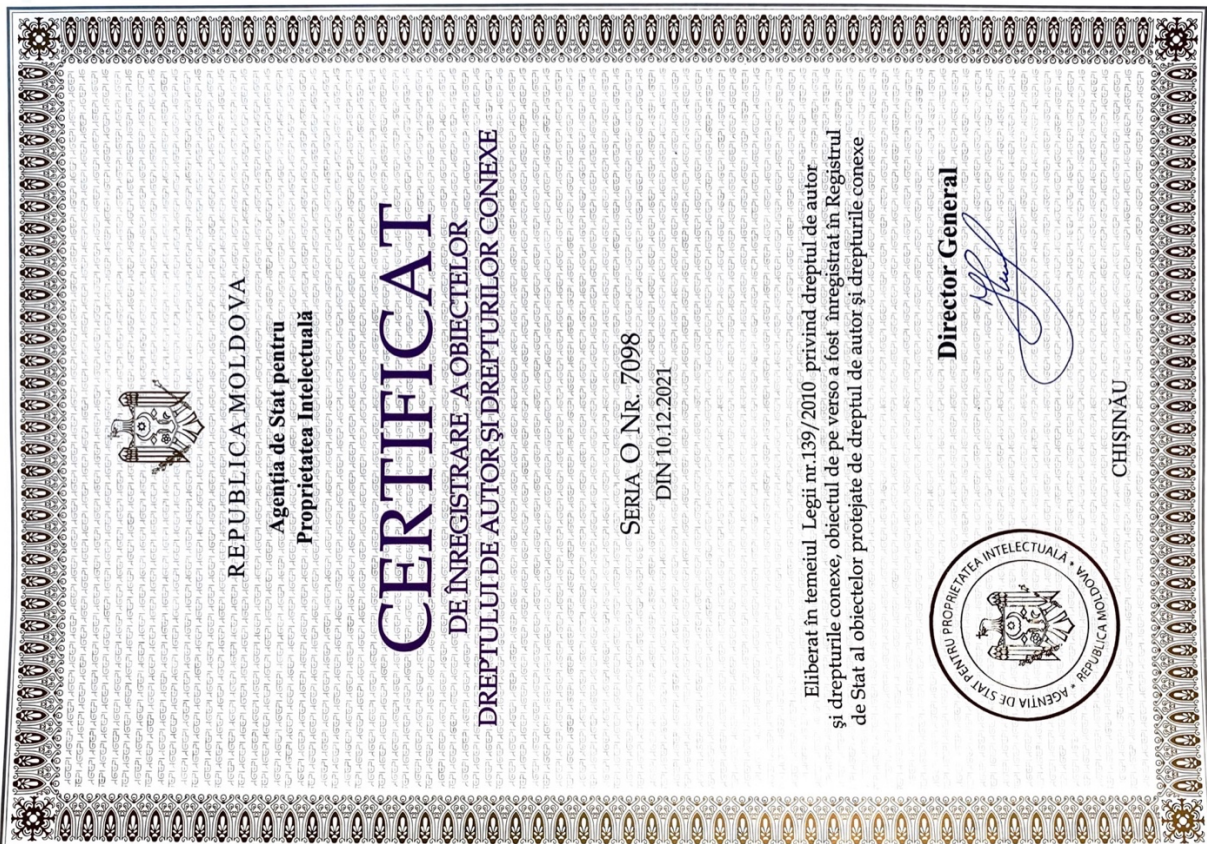 REPUBLICA MOLDOVA
Agenția de Stat pentru
Proprietatea Intelectuală
CERTIFICAT
DE ÎNREGISTRARE A OBIECTELOR
DREPTULUI DE AUTOR ȘI DREPTURILOR CONEXE
SERIA O NR. 7098
DIN 10.12.2021
Eliberat în temeiul Legii nr.139/2010 privind dreptul de autor
și drepturile conexe, obiectul de pe verso a fost înregistrat în Registrul
de Stat al obiectelor protejate de dreptul de autor și drepturile conexe
Director General
AGENȚIA DE STAT PENTRU PROPRIETATEA INTELECTUALĂ * REPUBLICA MOLDOVA *
CHIȘINĂU